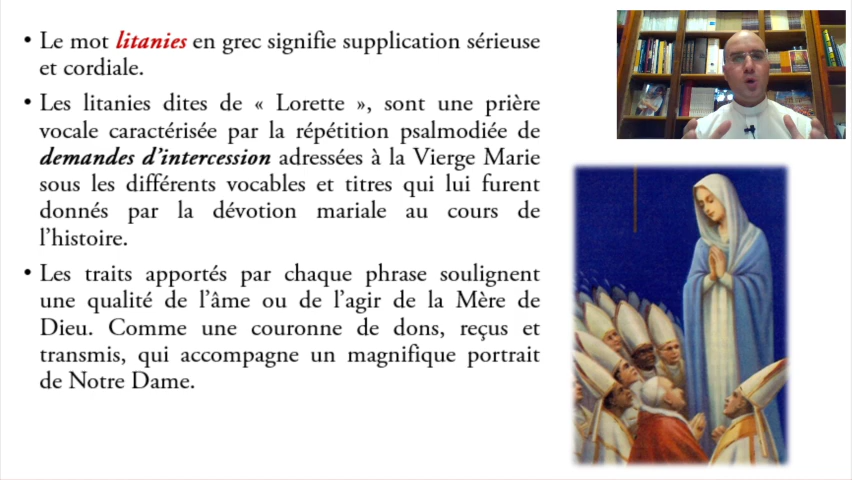 • Le mot litanies en grec signifie supplication sérieuse
et cordiale.
• Les litanies dites de « Lorette », sont une prière
vocale caractérisée par la répétition psalmodiée de
demandes d’intercession adressées à la Vierge Marie
sous les différents vocables et titres qui lui furent
donnés par la dévotion mariale au cours de
l’histoire.
• Les traits apportés par chaque phrase soulignent
une qualité de l’âme ou de l’agir de la Mère de
Dieu. Comme une couronne de dons, reçus et
transmis, qui accompagne un magnifique portrait
de Notre Dame.